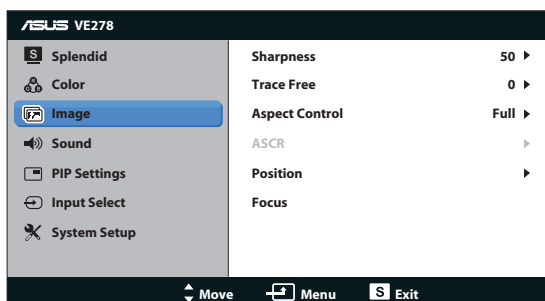 ASUS VE278
S Splendid
Color
Image
Sound
PIP Settings
Input Select
System Setup
Sharpness 50
Trace Free 0
Aspect Control Full
ASCR
Position
Focus
Move Menu S Exit